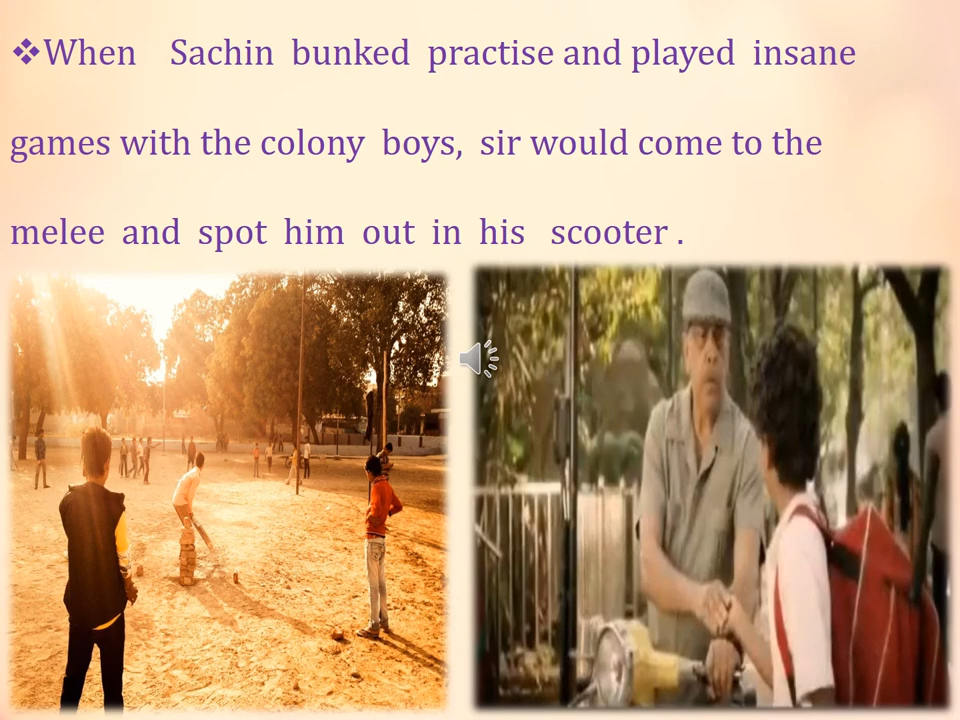 ❖When Sachin bunked practise and played insane
games with the colony boys, sir would come to the
melee and spot him out in his scooter .